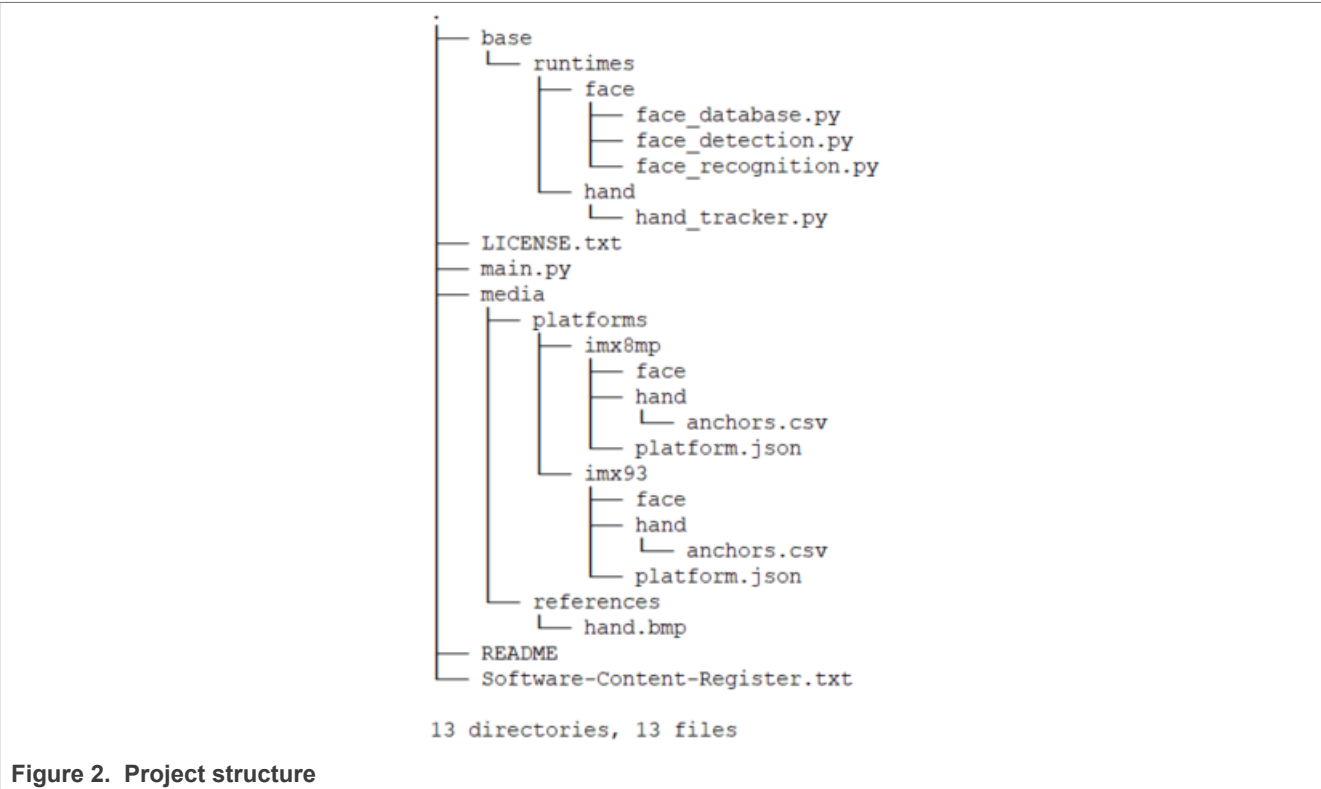 .
├── base
│   └── runtimes
│       ├── face
│       │   ├── face_database.py
│       │   ├── face_detection.py
│       │   └── face_recognition.py
│       └── hand
│           └── hand_tracker.py
├── LICENSE.txt
├── main.py
├── media
│   ├── platforms
│   │   ├── imx8mp
│   │   │   ├── face
│   │   │   ├── hand
│   │   │   │   └── anchors.csv
│   │   │   └── platform.json
│   │   └── imx93
│   │       ├── face
│   │       ├── hand
│   │       │   └── anchors.csv
│   │       └── platform.json
│   └── references
│       └── hand.bmp
├── README
└── Software-Content-Register.txt
13 directories, 13 files
Figure 2. Project structure